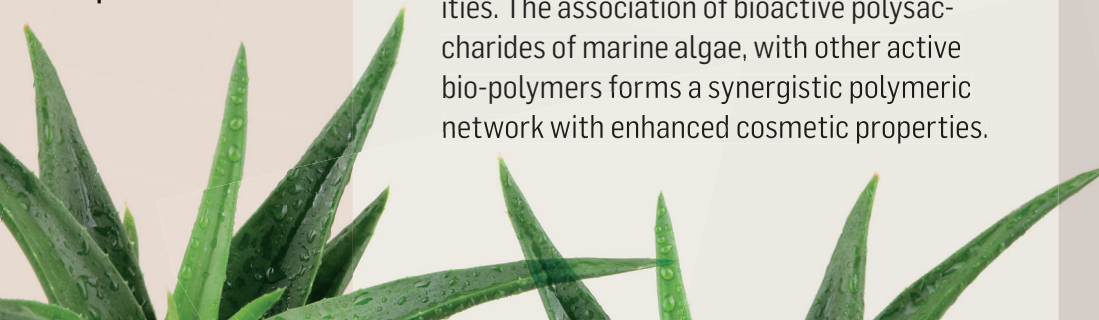 ities. The association of bioactive polysac-
charides of marine algae, with other active
bio-polymers forms a synergistic polymeric
network with enhanced cosmetic properties.